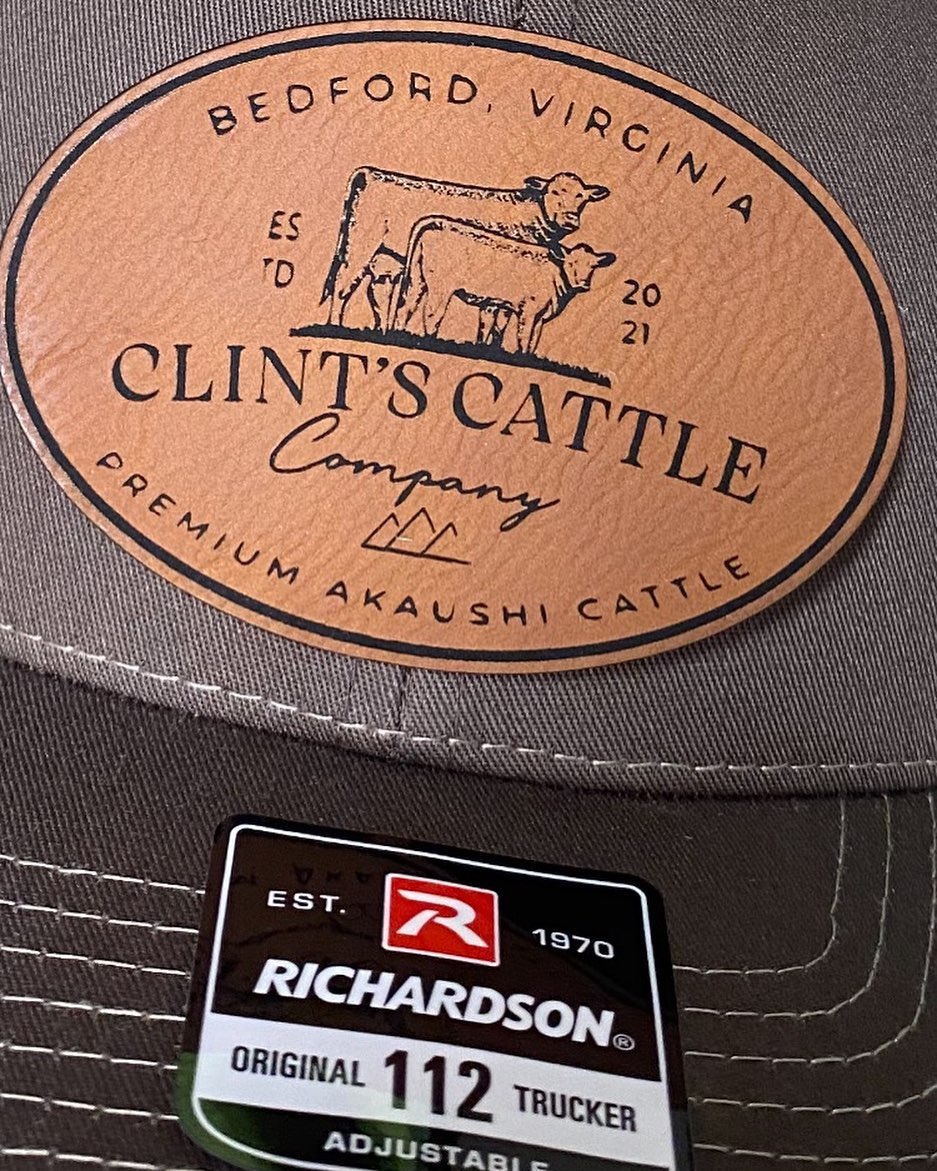 BEDFORD, VIRGINIA
ES
TD
20
21
CLINT'S CATTLE
Company
PREMIUM AKAUSHI CATTLE
EST. R 1970
RICHARDSON®
ORIGINAL 112 TRUCKER
ADJUSTABLE